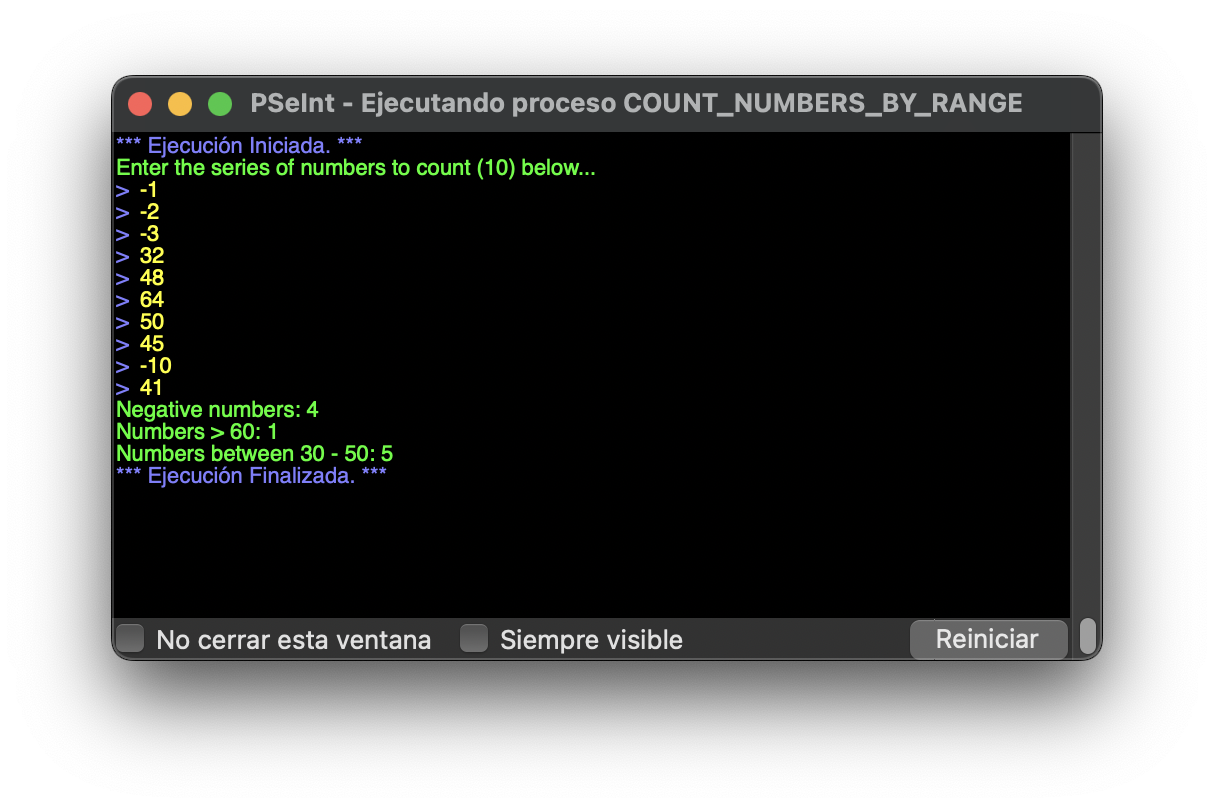 PSeInt - Ejecutando proceso COUNT_NUMBERS_BY_RANGE
*** Ejecución Iniciada. ***
Enter the series of numbers to count (10) below...
> -1
> -2
> -3
> 32
> 48
> 64
> 50
> 45
> -10
> 41
Negative numbers: 4
Numbers > 60: 1
Numbers between 30 - 50: 5
*** Ejecución Finalizada. ***
No cerrar esta ventana Siempre visible Reiniciar